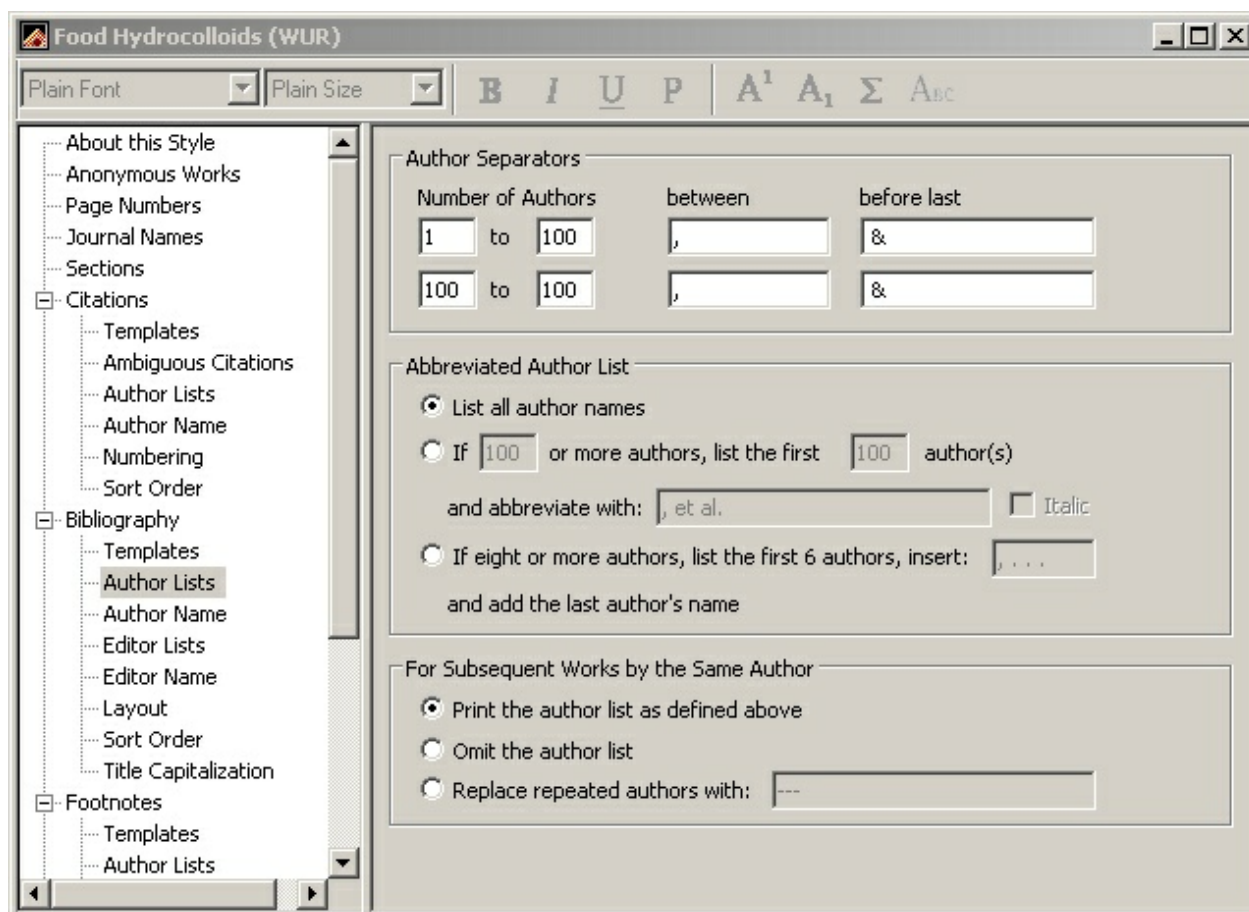 Food Hydrocolloids (WUR)
Plain Font Plain Size B I U P A¹ A₁ Σ ABC
About this Style
Anonymous Works
Page Numbers
Journal Names
Sections
Citations
Templates
Ambiguous Citations
Author Lists
Author Name
Numbering
Sort Order
Bibliography
Templates
Author Lists
Author Name
Editor Lists
Editor Name
Layout
Sort Order
Title Capitalization
Footnotes
Templates
Author Lists
Author Separators
Number of Authors between before last
1 to 100 , &
100 to 100 , &
Abbreviated Author List
List all author names
If 100 or more authors, list the first 100 author(s)
and abbreviate with: , et al. Italic
If eight or more authors, list the first 6 authors, insert: , . . .
and add the last author's name
For Subsequent Works by the Same Author
Print the author list as defined above
Omit the author list
Replace repeated authors with: ---